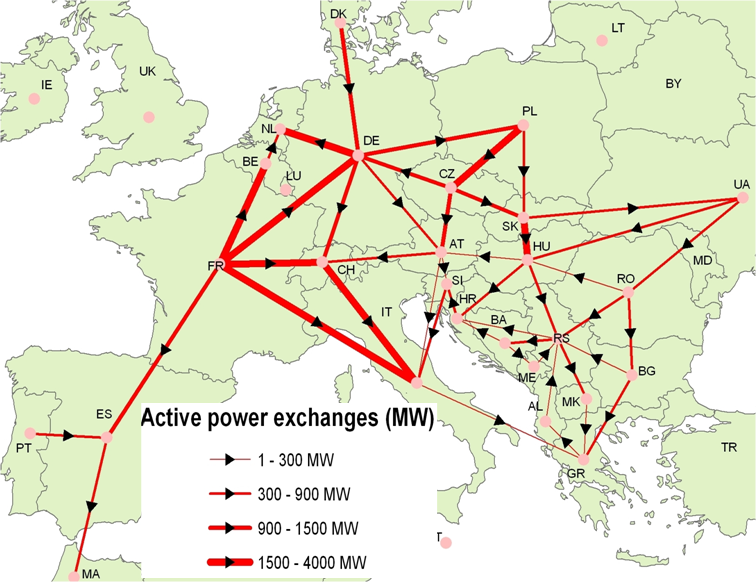 DK
LT
IE
UK
BY
NL
DE
PL
BE
LU
CZ
UA
SK
AT
HU
MD
FR
CH
SI
RO
IT
HR
BA
RS
ME
BG
ES
PT
AL
MK
Active power exchanges (MW)
TR
1 - 300 MW
GR
300 - 900 MW
900 - 1500 MW
T
1500 - 4000 MW
MA